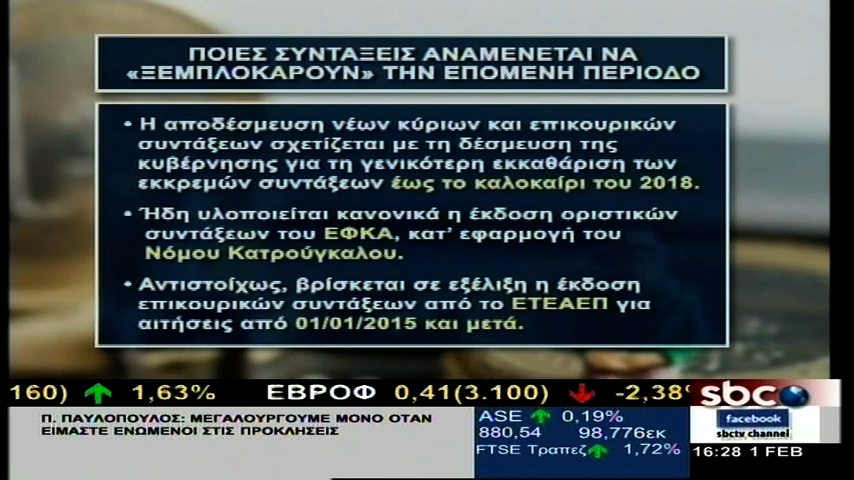 ΠΟΙΕΣ ΣΥΝΤΑΞΕΙΣ ΑΝΑΜΕΝΕΤΑΙ ΝΑ
«ΞΕΜΠΛΟΚΑΡΟΥΝ» ΤΗΝ ΕΠΟΜΕΝΗ ΠΕΡΙΟΔΟ
• Η αποδέσμευση νέων κύριων και επικουρικών
συντάξεων σχετίζεται με τη δέσμευση της
κυβέρνησης για τη γενικότερη εκκαθάριση των
εκκρεμών συντάξεων έως το καλοκαίρι του 2018.
• Ήδη υλοποιείται κανονικά η έκδοση οριστικών
συντάξεων του ΕΦΚΑ, κατ’ εφαρμογή του
Νόμου Κατρούγκαλου.
• Αντιστοίχως, βρίσκεται σε εξέλιξη η έκδοση
επικουρικών συντάξεων από το ΕΤΕΑΕΠ για
αιτήσεις από 01/01/2015 και μετά.
160) 1,63% ΕΒΡΟΦ 0,41(3.100) -2,38%
sbc
facebook
sbctv channel
Π. ΠΑΥΛΟΠΟΥΛΟΣ: ΜΕΓΑΛΟΥΡΓΟΥΜΕ ΜΟΝΟ ΟΤΑΝ
ΕΙΜΑΣΤΕ ΕΝΩΜΕΝΟΙ ΣΤΙΣ ΠΡΟΚΛΗΣΕΙΣ
ASE 0,19%
880,54 98,776εκ
FTSE Τραπεζ 1,72%
16:28 1 FEB